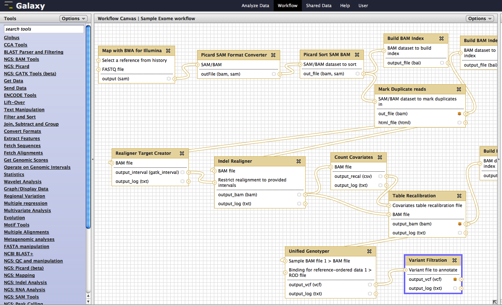 Galaxy
Analyze Data
Workflow
Shared Data
Help
User
Tools
Options
Workflow Canvas | Sample Exome workflow
Options
search tools
Globus
CGA Tools
BLAST Parsing and Filtering
NGS: BAM Tools
NGS: Picard
NGS: GATK Tools (beta)
Get Data
Send Data
ENCODE Tools
Lift-Over
Text Manipulation
Filter and Sort
Join, Subtract and Group
Convert Formats
Extract Features
Fetch Sequences
Fetch Alignments
Get Genomic Scores
Operate on Genomic Intervals
Statistics
Wavelet Analysis
Graph/Display Data
Regional Variation
Multiple regression
Multivariate Analysis
Evolution
Motif Tools
Multiple Alignments
Metagenomic analyses
FASTA manipulation
NCBI BLAST+
NGS: QC and manipulation
NGS: Picard (beta)
NGS: Mapping
NGS: Indel Analysis
NGS: RNA Analysis
NGS: SAM Tools
Map with BWA for Illumina
Select a reference from history
FASTQ file
output (sam)
Picard SAM Format Converter
SAM/BAM
outFile (bam, sam)
Picard Sort SAM BAM
SAM/BAM dataset to sort
out_file (bam, sam)
Build BAM Index
BAM dataset to build
index
output_file (bai)
Build BAM Inde
BAM dataset to
index
output_file (bai
Mark Duplicate reads
SAM/BAM dataset to mark duplicates
in
out_file (bam)
html_file (html)
Realigner Target Creator
BAM file
output_interval (gatk_interval)
output_log (txt)
Indel Realigner
BAM file
Restrict realignment to provided
intervals
output_bam (bam)
output_log (txt)
Count Covariates
BAM file
output_recal (csv)
output_log (txt)
Build
BAM d
index
output
Table Recalibration
Covariates table recalibration file
BAM file
output_bam (bam)
output_log (txt)
Unified Genotyper
Sample BAM file 1 > BAM file
Binding for reference-ordered data 1 >
ROD file
output_vcf (vcf)
output_log (txt)
Variant Filtration
Variant file to annotate
output_vcf (vcf)
output_log (txt)